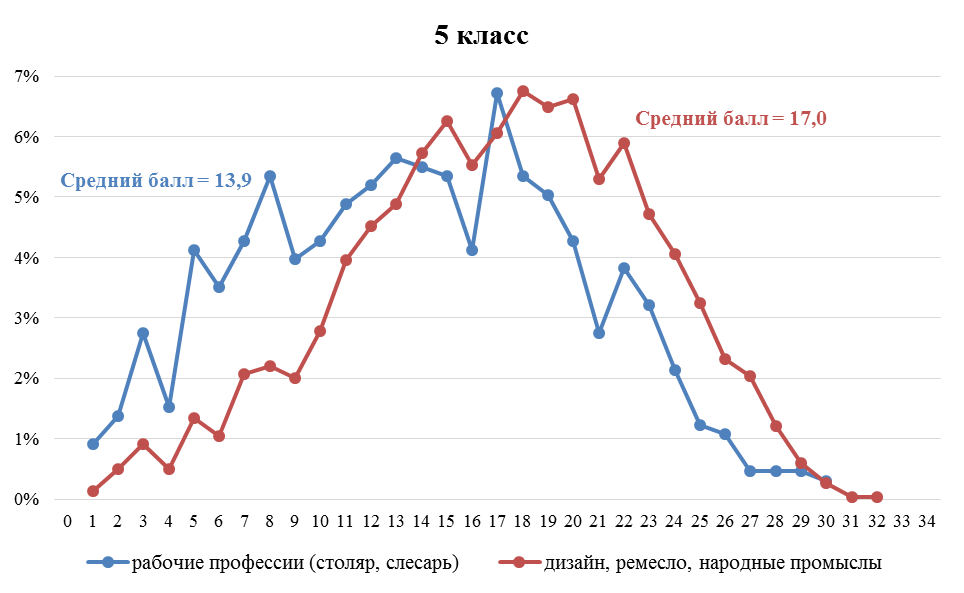 5 класс
7%
6%
5%
4%
3%
2%
1%
0%
Средний балл = 17,0
Средний балл = 13,9
0 1 2 3 4 5 6 7 8 9 10 11 12 13 14 15 16 17 18 19 20 21 22 23 24 25 26 27 28 29 30 31 32 33 34
рабочие профессии (столяр, слесарь) дизайн, ремесло, народные промыслы